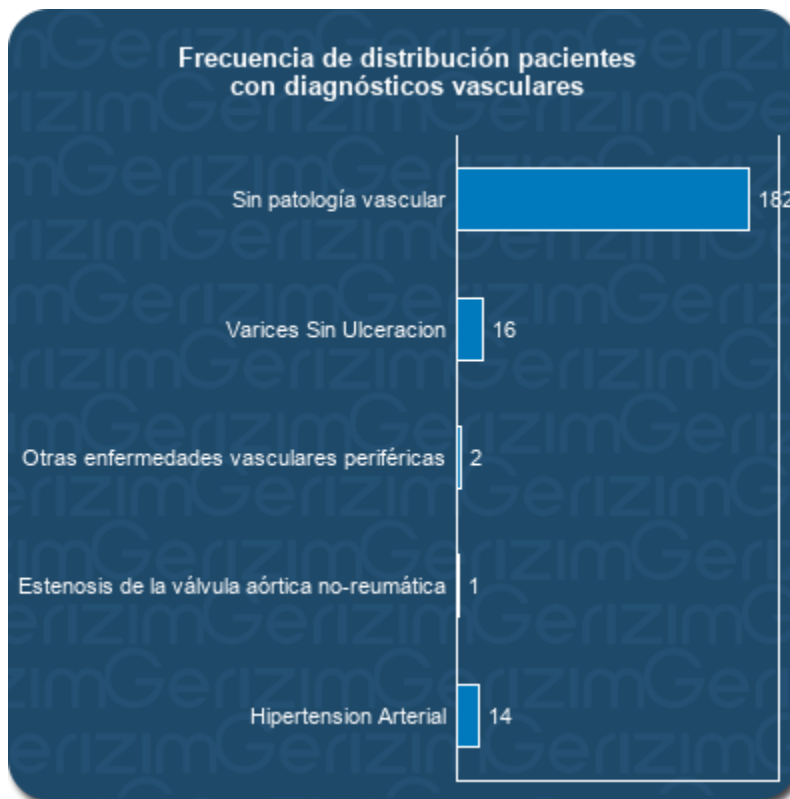 Frecuencia de distribución pacientes
con diagnósticos vasculares
Sin patología vascular 182
Varices Sin Ulceracion 16
Otras enfermedades vasculares periféricas 2
Estenosis de la válvula aórtica no-reumática 1
Hipertension Arterial 14